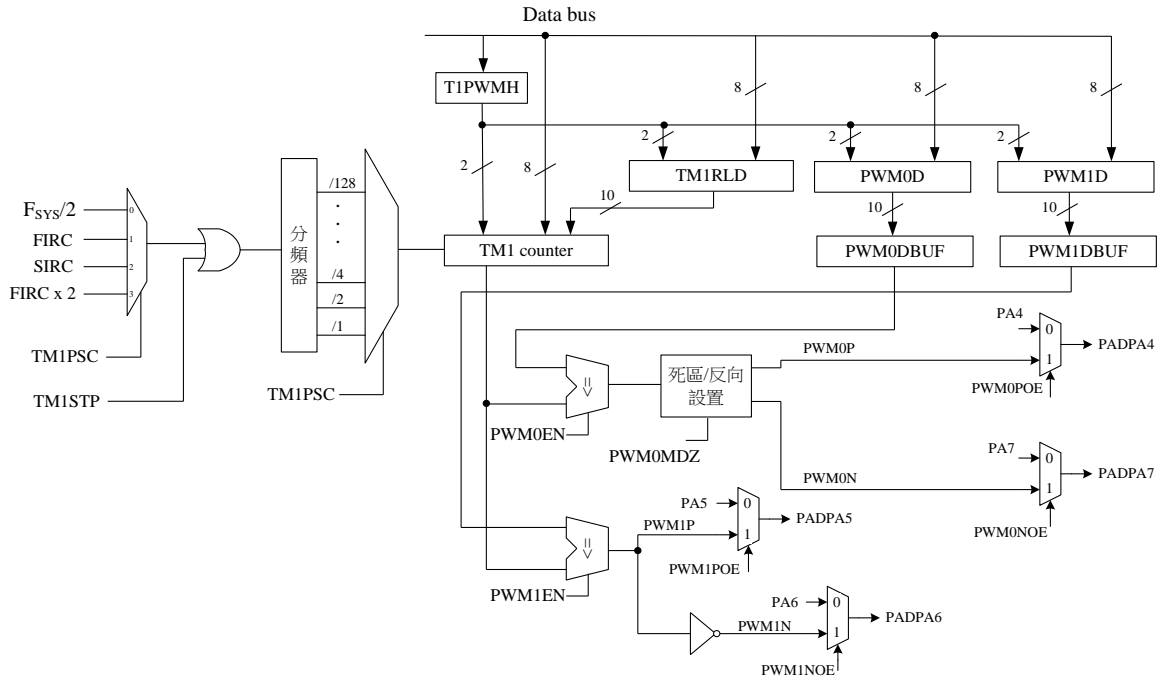 Data bus
T1PWMH
8
8
8
2
2
2
2
8
TM1RLD
PWM0D
PWM1D
10
10
10
/128
F_SYS/2
FIRC
SIRC
FIRC x 2
0
1
2
3
分頻器
/4
/2
/1
TM1 counter
PWM0DBUF
PWM1DBUF
TM1PSC
TM1STP
TM1PSC
=>
PWM0EN
死區/反向
設置
PWM0MDZ
PWM0P
PA4
0
1
PADPA4
PWM0POE
PWM0N
PA7
0
1
PADPA7
PWM0NOE
=>
PWM1EN
PWM1P
PA5
0
1
PADPA5
PWM1POE
PWM1N
PA6
0
1
PADPA6
PWM1NOE